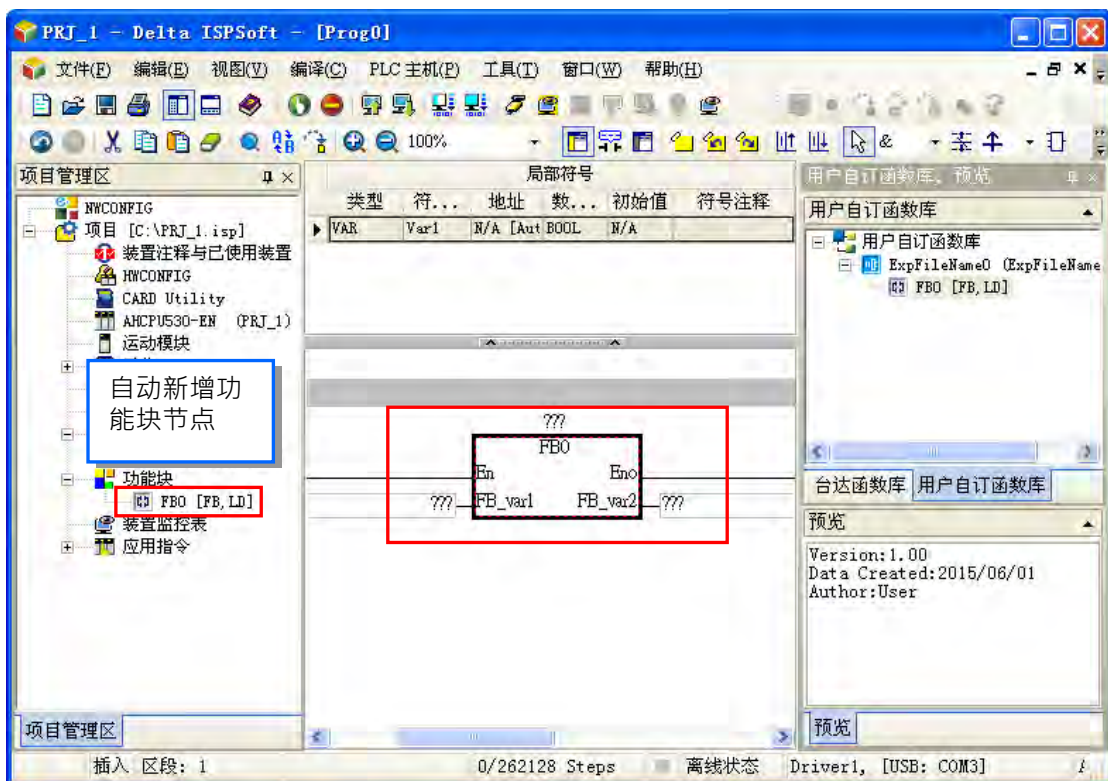 PRJ_1 - Delta ISPSoft - [Prog0]
文件(F) 编辑(E) 视图(V) 编译(C) PLC 主机(P) 工具(T) 窗口(W) 帮助(H)
100%
项目管理区
NWCONFIG
项目 [C:\PRJ_1.isp]
装置注释与已使用装置
HWCONFIG
CARD Utility
AHCPU530-EN (PRJ_1)
运动模块
自动新增功
能块节点
功能块
FB0 [FB,LD]
装置监控表
应用指令
项目管理区
局部符号
类型 符... 地址 数... 初始值 符号注释
VAR Var1 N/A [Aut BOOL N/A
???
FB0
En Eno
??? FB_var1 FB_var2 ???
用户自订函数库, 预览
用户自订函数库
用户自订函数库
ExpFileName0 (ExpFileName
FB0 [FB,LD]
台达函数库 用户自订函数库
预览
Version:1.00
Data Created:2015/06/01
Author:User
预览
插入 区段: 1 0/262128 Steps 离线状态 Driver1, [USB: COM3]